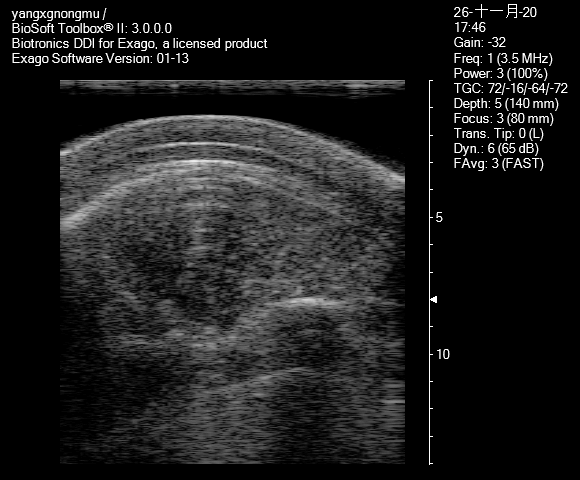 yangxgnongmu /
BioSoft Toolbox® II: 3.0.0.0
Biotronics DDI for Exago, a licensed product
Exago Software Version: 01-13
26-十一月-20
17:46
Gain: -32
Freq: 1 (3.5 MHz)
Power: 3 (100%)
TGC: 72/-16/-64/-72
Depth: 5 (140 mm)
Focus: 3 (80 mm)
Trans. Tip: 0 (L)
Dyn.: 6 (65 dB)
FAvg: 3 (FAST)
5
10